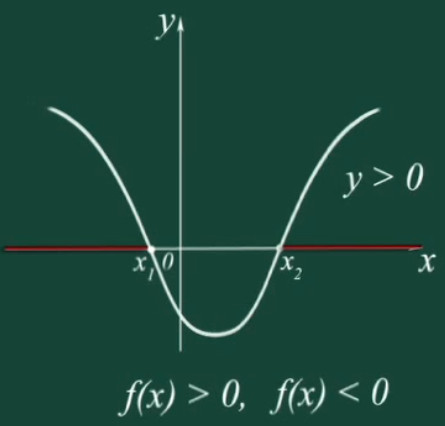 y
y > 0
x₁ 0 x₂ x
f(x) > 0, f(x) < 0